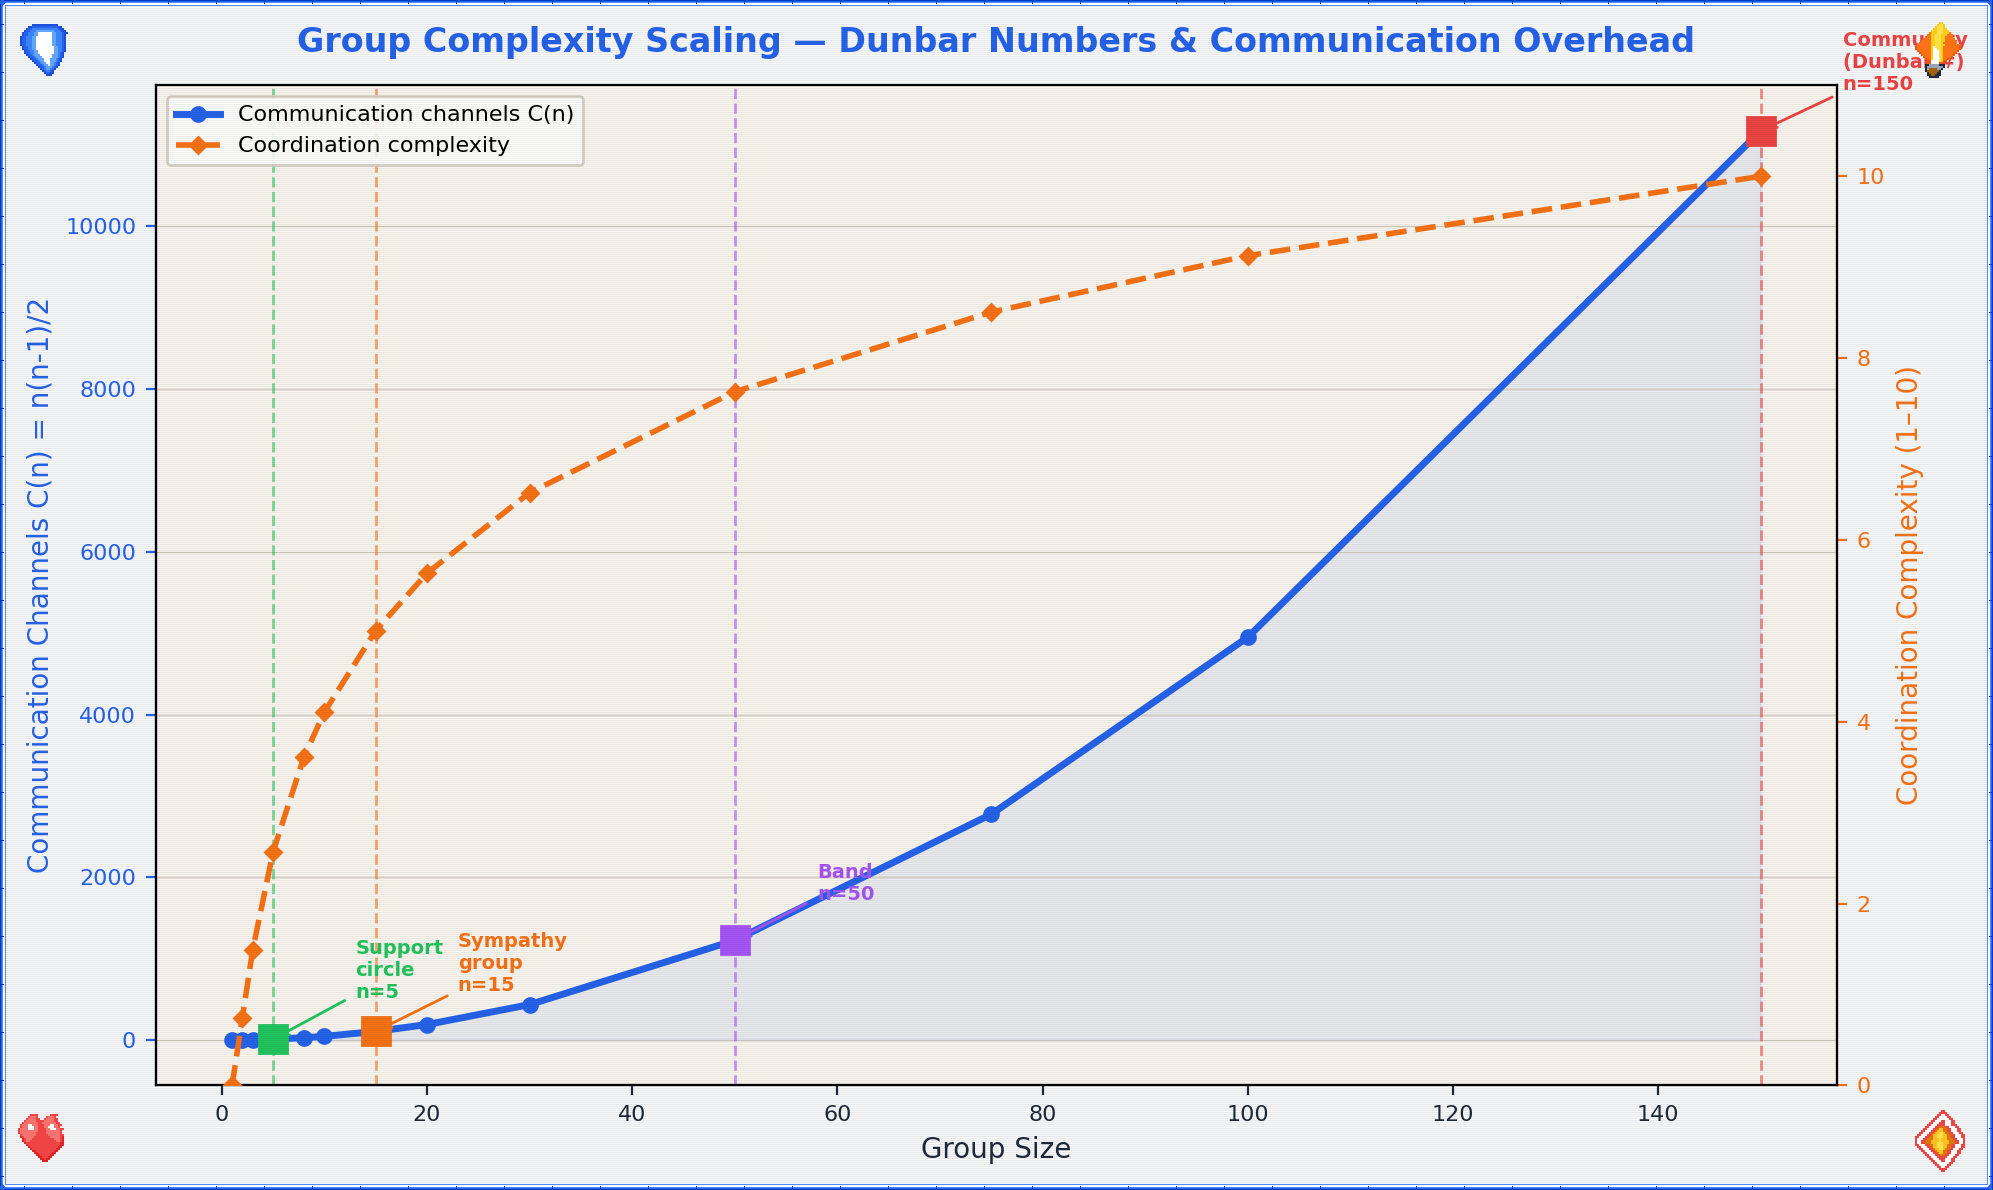 Group Complexity Scaling — Dunbar Numbers & Communication Overhead
(Dunbar #)
n=150
Communication channels C(n)
Coordination complexity
Communication Channels C(n) = n(n-1)/2
10000
8000
6000
4000
2000
0
Support
circle
n=5
Sympathy
group
n=15
Band
n=50
10
8
6
4
2
0
Coordination Complexity (1–10)
0
20
40
60
80
100
120
140
Group Size